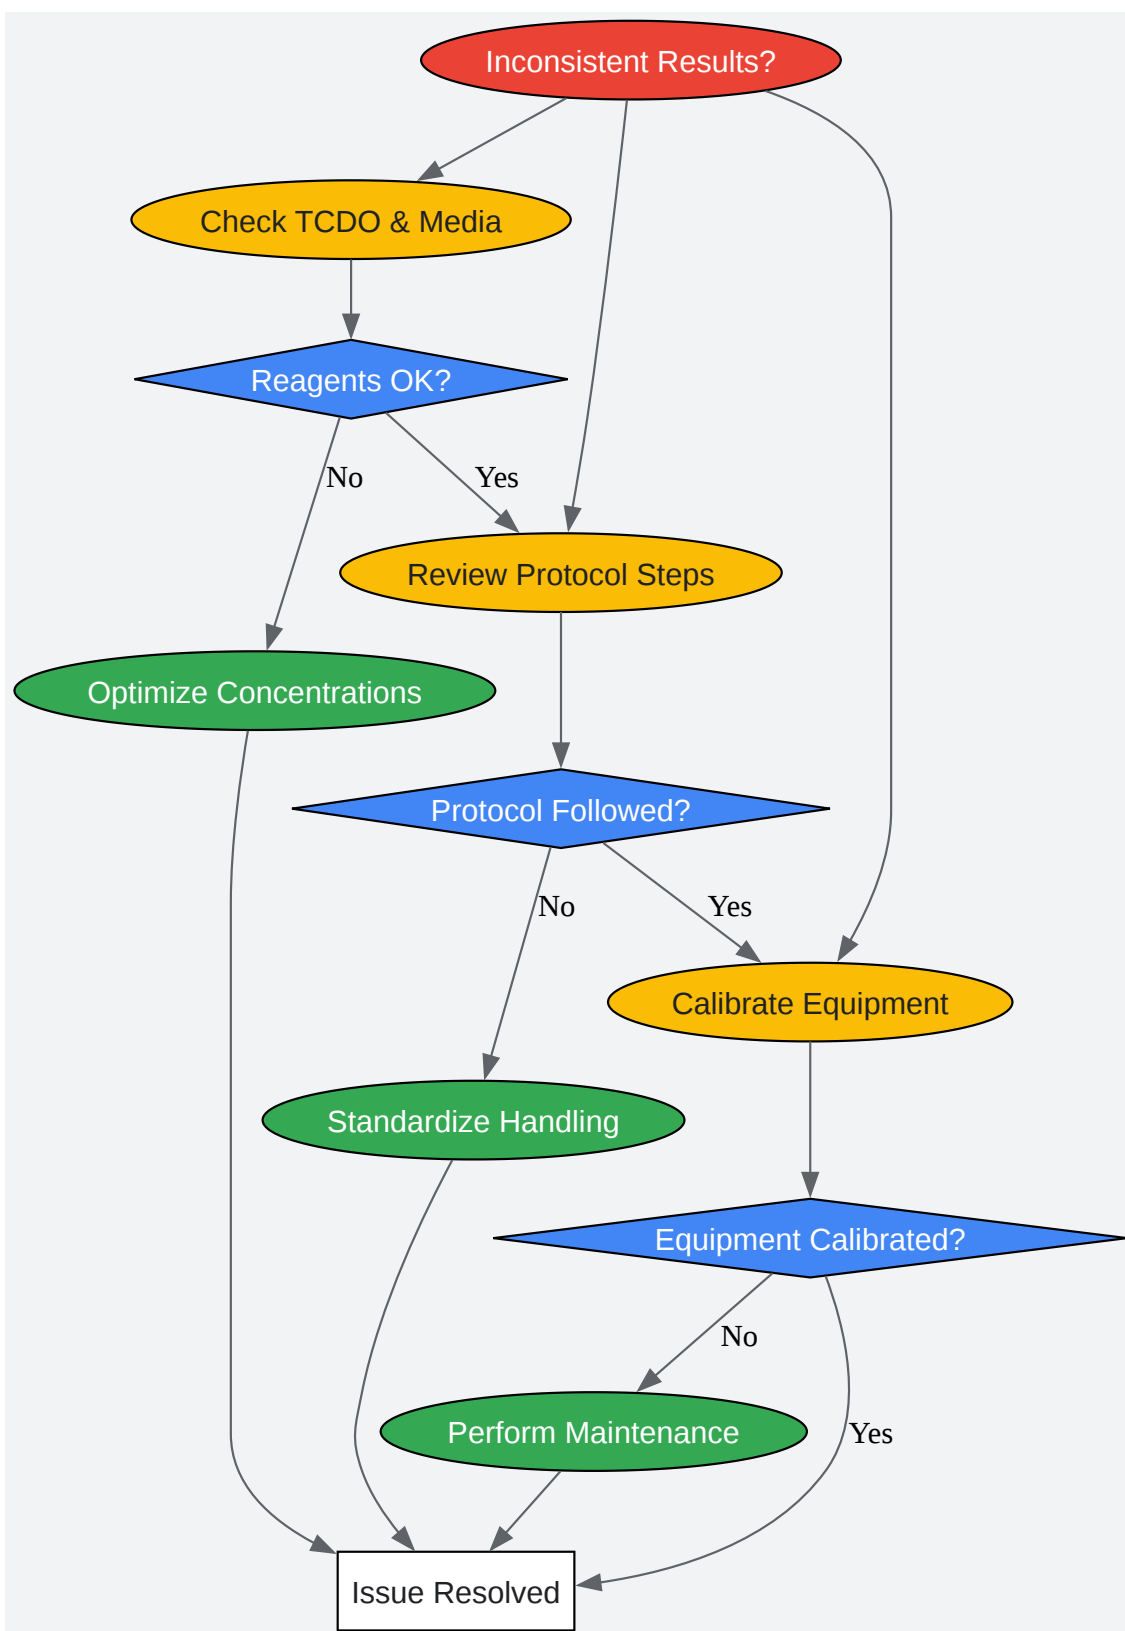 Inconsistent Results?
Check TCDO & Media
Reagents OK?
No
Yes
Review Protocol Steps
Optimize Concentrations
Protocol Followed?
No
Yes
Calibrate Equipment
Standardize Handling
Equipment Calibrated?
No
Perform Maintenance
Yes
Issue Resolved